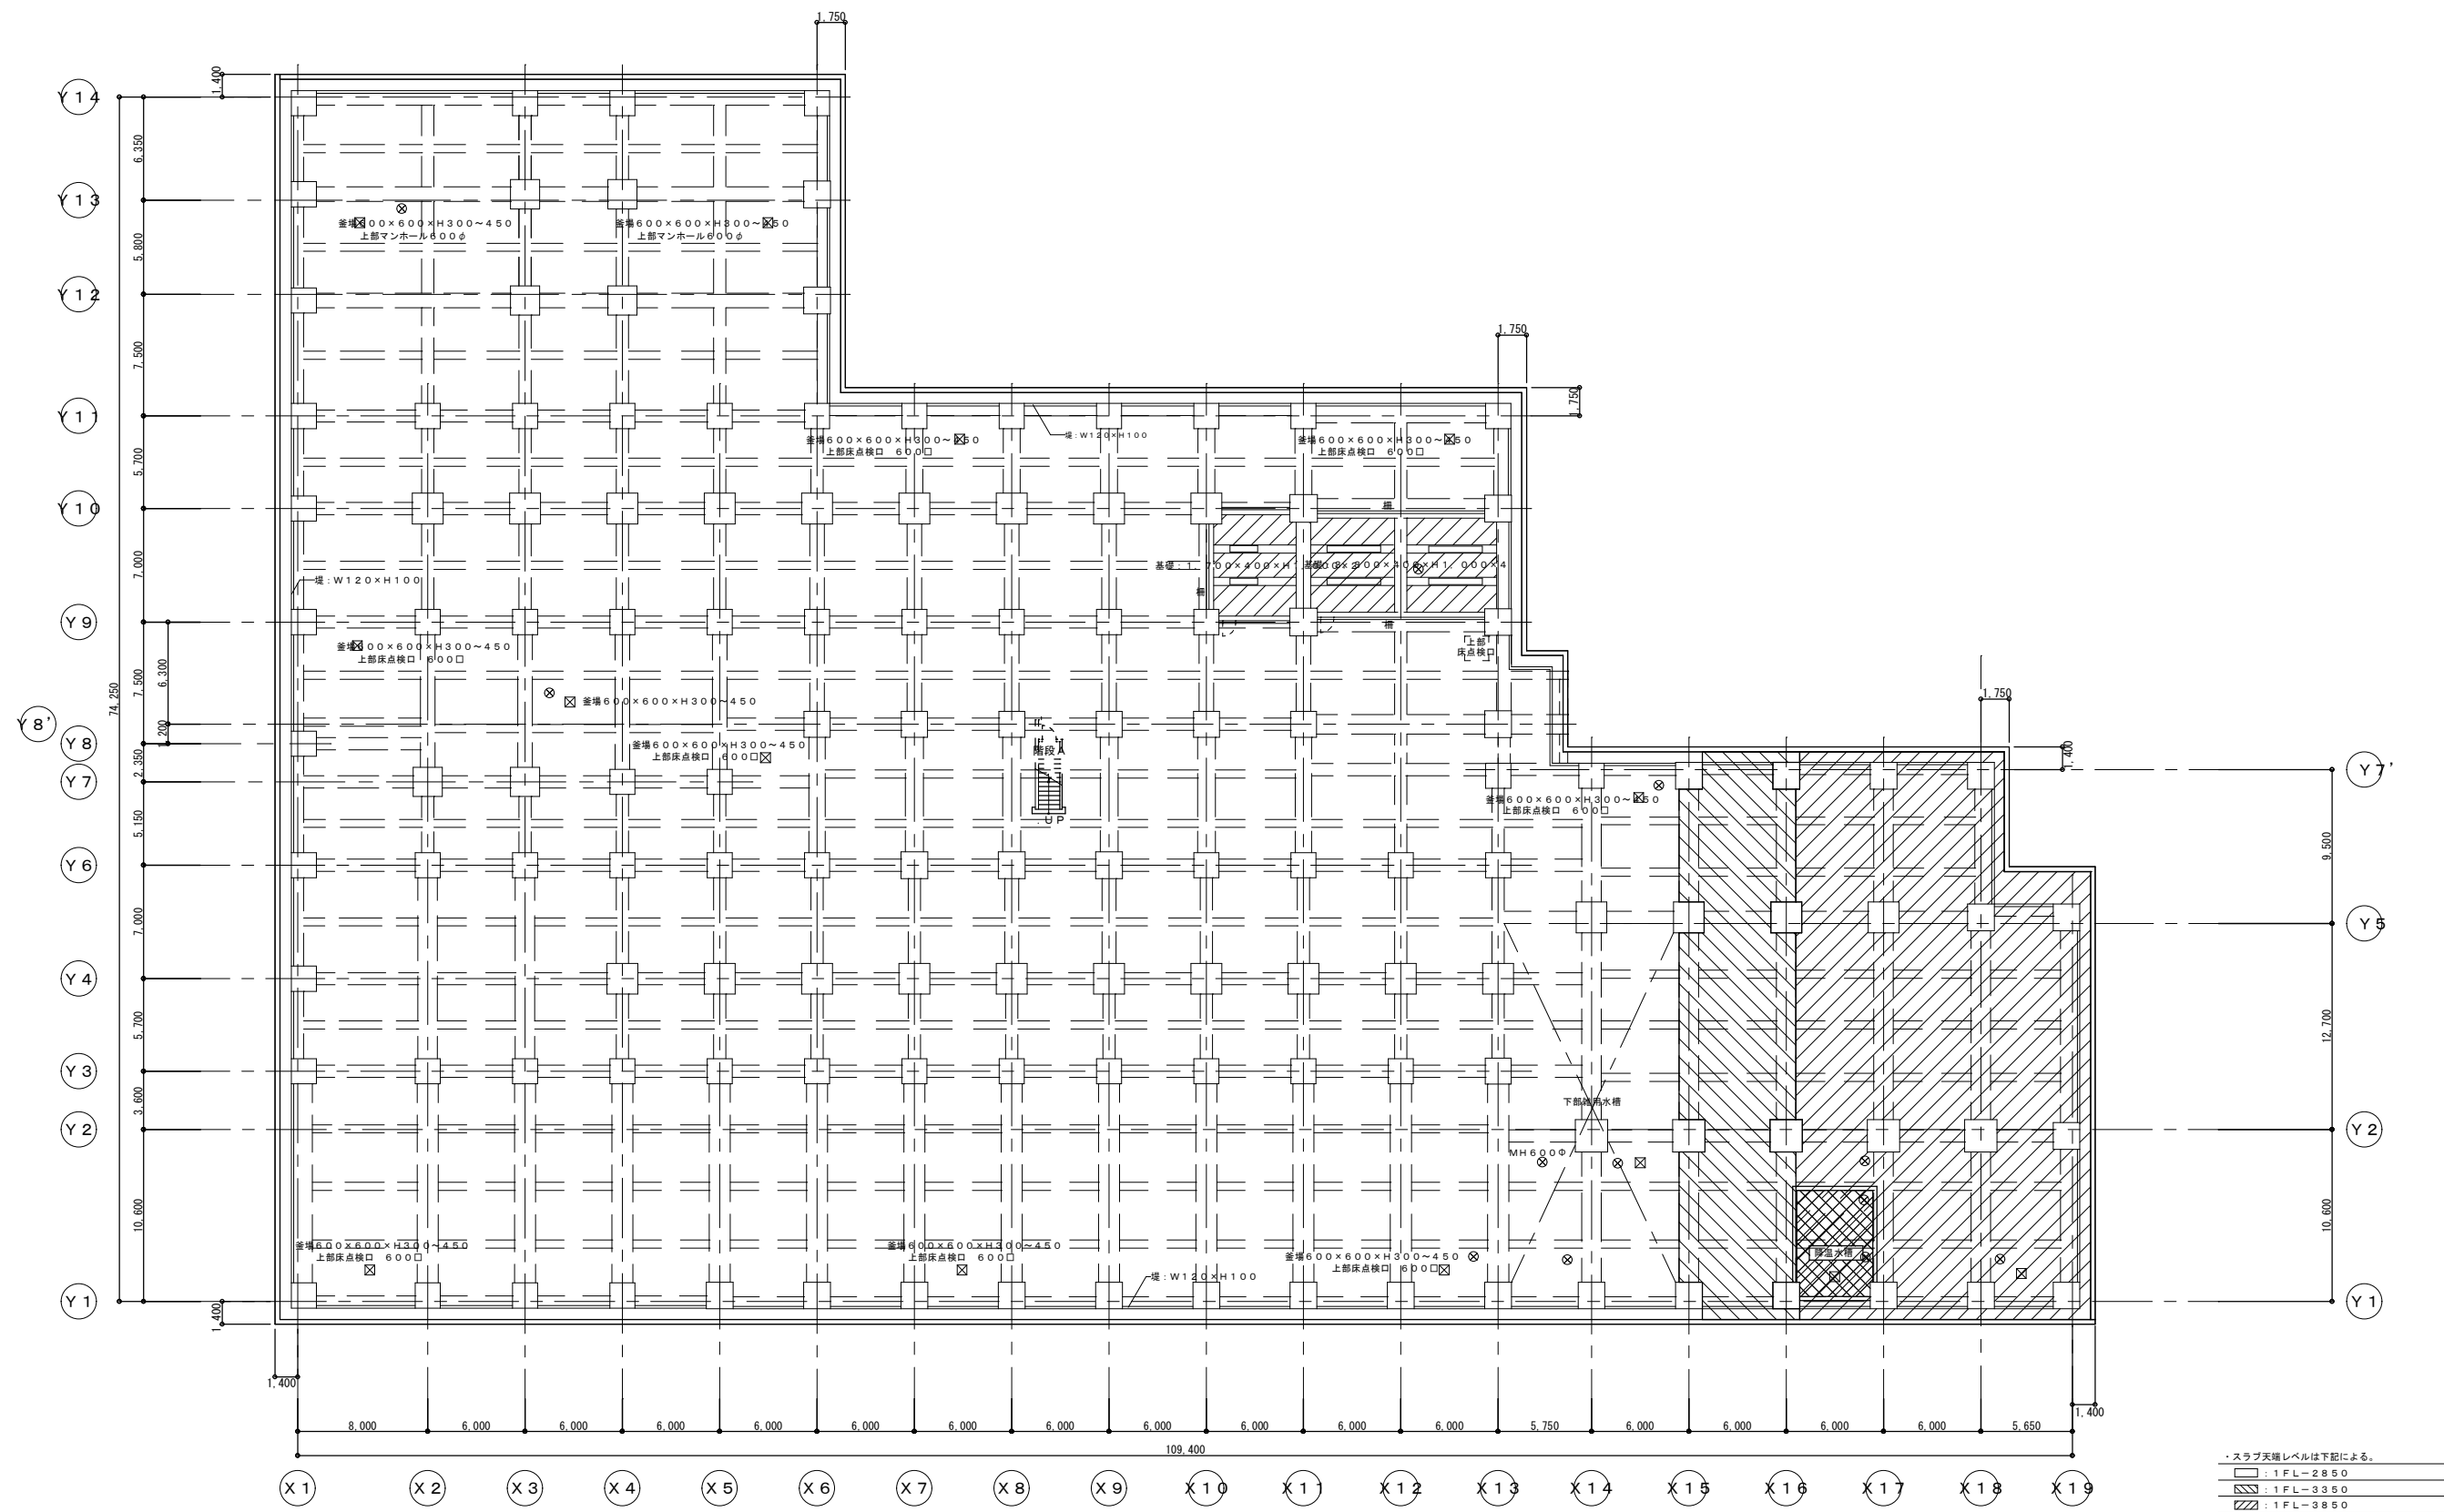 1,750
1,400
Y14
6,350
Y13
釜場600×600×H300~450
上部マンホール600φ
釜場600×600×H300~450
上部マンホール600φ
5,800
Y12
7,500
1,750
1,750
Y11
釜場600×600×H300~450
上部床点検口 600□
堤:W120×H100
釜場600×600×H300~450
上部床点検口 600□
5,700
Y10
柵
7,000
堤:W120×H100
柵
Y9
柵
釜場600×600×H300~450
上部床点検口 600□
上部
床点検口
7,500
6,300
74,250
釜場600×600×H300~450
1,750
Y8'
1,200
Y8
釜場600×600×H300~450
上部床点検口 600□
階段A
1,400
2,350
Y7
Y7'
釜場600×600×H300~450
上部床点検口 600□
UP
5,150
9,500
Y6
7,000
Y5
Y4
5,700
12,700
Y3
3,600
下部雑用水槽
Y2
Y2
MH600Φ
10,600
10,600
釜場600×600×H300~450
上部床点検口 600□
釜場600×600×H300~450
上部床点検口 600□
釜場600×600×H300~450
上部床点検口 600□
降温水槽
堤:W120×H100
Y1
Y1
1,400
1,400
1,400
8,000 6,000 6,000 6,000 6,000 6,000 6,000 6,000 6,000 6,000 6,000 6,000 5,750 6,000 6,000 6,000 6,000 5,650
109,400
X1 X2 X3 X4 X5 X6 X7 X8 X9 X10 X11 X12 X13 X14 X15 X16 X17 X18 X19
・スラブ天端レベルは下記による。
:1FL-2850
:1FL-3350
:1FL-3850